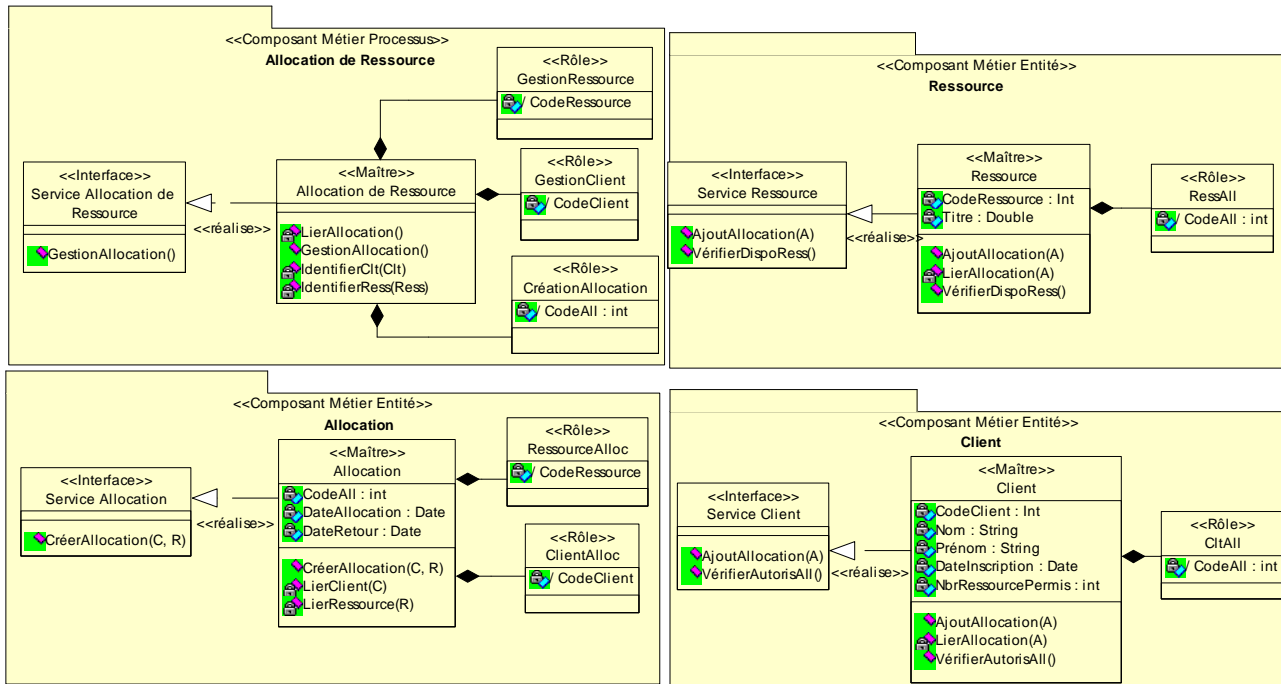 <<Composant Métier Processus>>
Allocation de Ressource
<<Rôle>>
GestionRessource
/ CodeRessource
<<Interface>>
Service Allocation de
Ressource
GestionAllocation()
<<réalise>>
<<Maître>>
Allocation de Ressource
LierAllocation()
GestionAllocation()
IdentifierClt(Clt)
IdentifierRess(Ress)
<<Rôle>>
GestionClient
/ CodeClient
<<Rôle>>
CréationAllocation
/ CodeAll : int
<<Composant Métier Entité>>
Ressource
<<Interface>>
Service Ressource
AjoutAllocation(A)
VérifierDispoRess()
<<réalise>>
<<Maître>>
Ressource
CodeRessource : Int
Titre : Double
AjoutAllocation(A)
LierAllocation(A)
VérifierDispoRess()
<<Rôle>>
RessAll
/ CodeAll : int
<<Composant Métier Entité>>
Allocation
<<Interface>>
Service Allocation
CréerAllocation(C, R)
<<réalise>>
<<Maître>>
Allocation
CodeAll : int
DateAllocation : Date
DateRetour : Date
CréerAllocation(C, R)
LierClient(C)
LierRessource(R)
<<Rôle>>
RessourceAlloc
/ CodeRessource
<<Rôle>>
ClientAlloc
/ CodeClient
<<Composant Métier Entité>>
Client
<<Interface>>
Service Client
AjoutAllocation(A)
VérifierAutorisAll()
<<réalise>>
<<Maître>>
Client
CodeClient : Int
Nom : String
Prénom : String
DateInscription : Date
NbrRessourcePermis : int
AjoutAllocation(A)
LierAllocation(A)
VérifierAutorisAll()
<<Rôle>>
CltAll
/ CodeAll : int